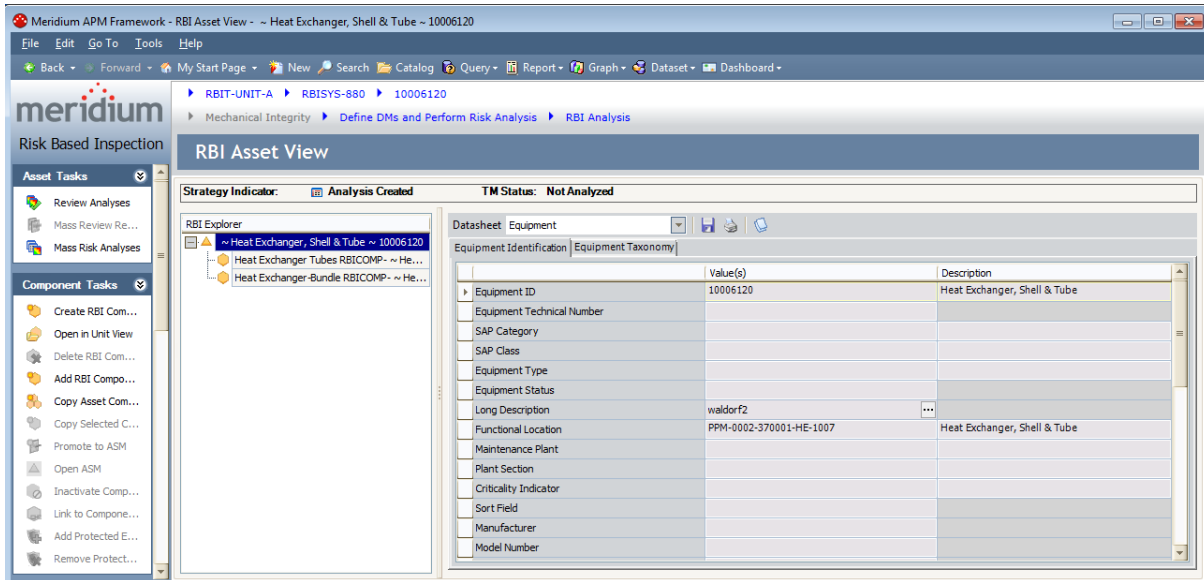 Meridium APM Framework - RBI Asset View - ~ Heat Exchanger, Shell & Tube ~ 10006120
File Edit Go To Tools Help
Back Forward My Start Page New Search Catalog Query Report Graph Dataset Dashboard
meridium
Risk Based Inspection
RBIT-UNIT-A RBISYS-880 10006120
Mechanical Integrity Define DMs and Perform Risk Analysis RBI Analysis
RBI Asset View
Asset Tasks
Review Analyses
Mass Review Re...
Mass Risk Analyses
Component Tasks
Create RBI Com...
Open in Unit View
Delete RBI Com...
Add RBI Compo...
Copy Asset Com...
Copy Selected C...
Promote to ASM
Open ASM
Inactivate Comp...
Link to Compone...
Add Protected E...
Remove Protect...
Strategy Indicator: Analysis Created TM Status: Not Analyzed
RBI Explorer
~ Heat Exchanger, Shell & Tube ~ 10006120
Heat Exchanger Tubes RBICOMP- ~ He...
Heat Exchanger-Bundle RBICOMP- ~ He...
Datasheet Equipment
Equipment Identification Equipment Taxonomy
Value(s) Description
Equipment ID 10006120 Heat Exchanger, Shell & Tube
Equipment Technical Number
SAP Category
SAP Class
Equipment Type
Equipment Status
Long Description waldorf2 ...
Functional Location PPM-0002-370001-HE-1007 Heat Exchanger, Shell & Tube
Maintenance Plant
Plant Section
Criticality Indicator
Sort Field
Manufacturer
Model Number